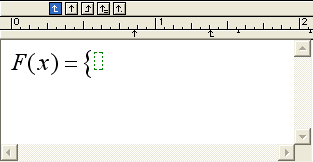 0 1 2
F(x) = {